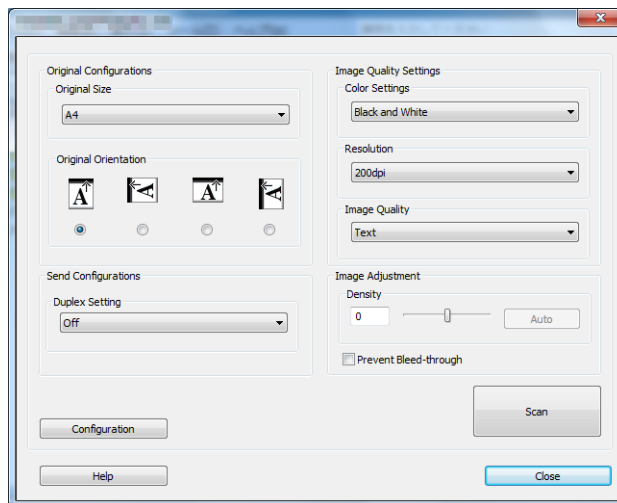 Original Configurations
Original Size
A4
Original Orientation
A
A
A
A
Send Configurations
Duplex Setting
Off
Configuration
Help
Image Quality Settings
Color Settings
Black and White
Resolution
200dpi
Image Quality
Text
Image Adjustment
Density
0
Auto
Prevent Bleed-through
Scan
Close